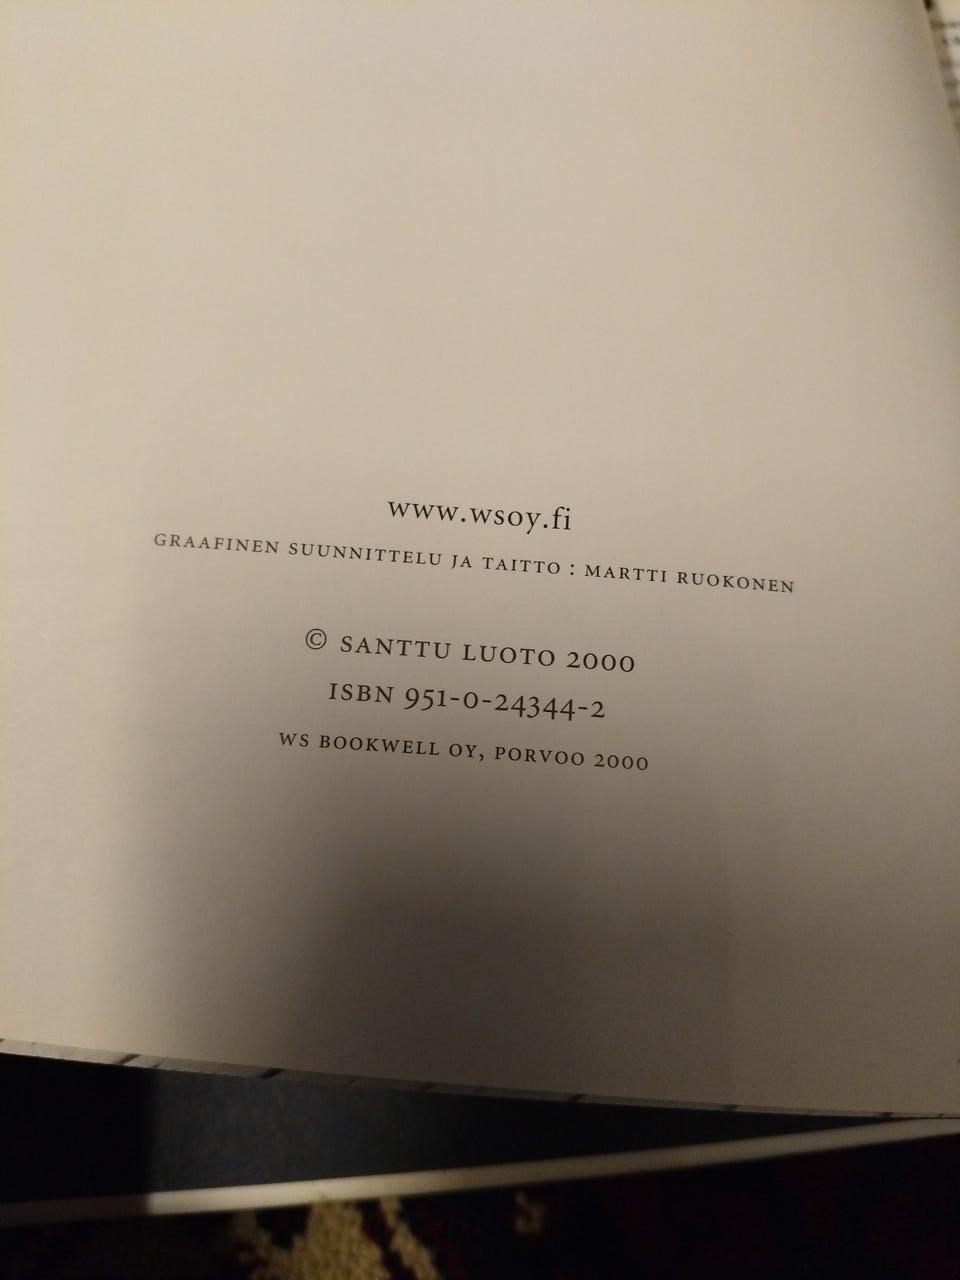 www.wsoy.fi
GRAAFINEN SUUNNITTELU JA TAITTO : MARTTI RUOKONEN
© SANTTU LUOTO 2000
ISBN 951-0-24344-2
WS BOOKWELL OY, PORVOO 2000